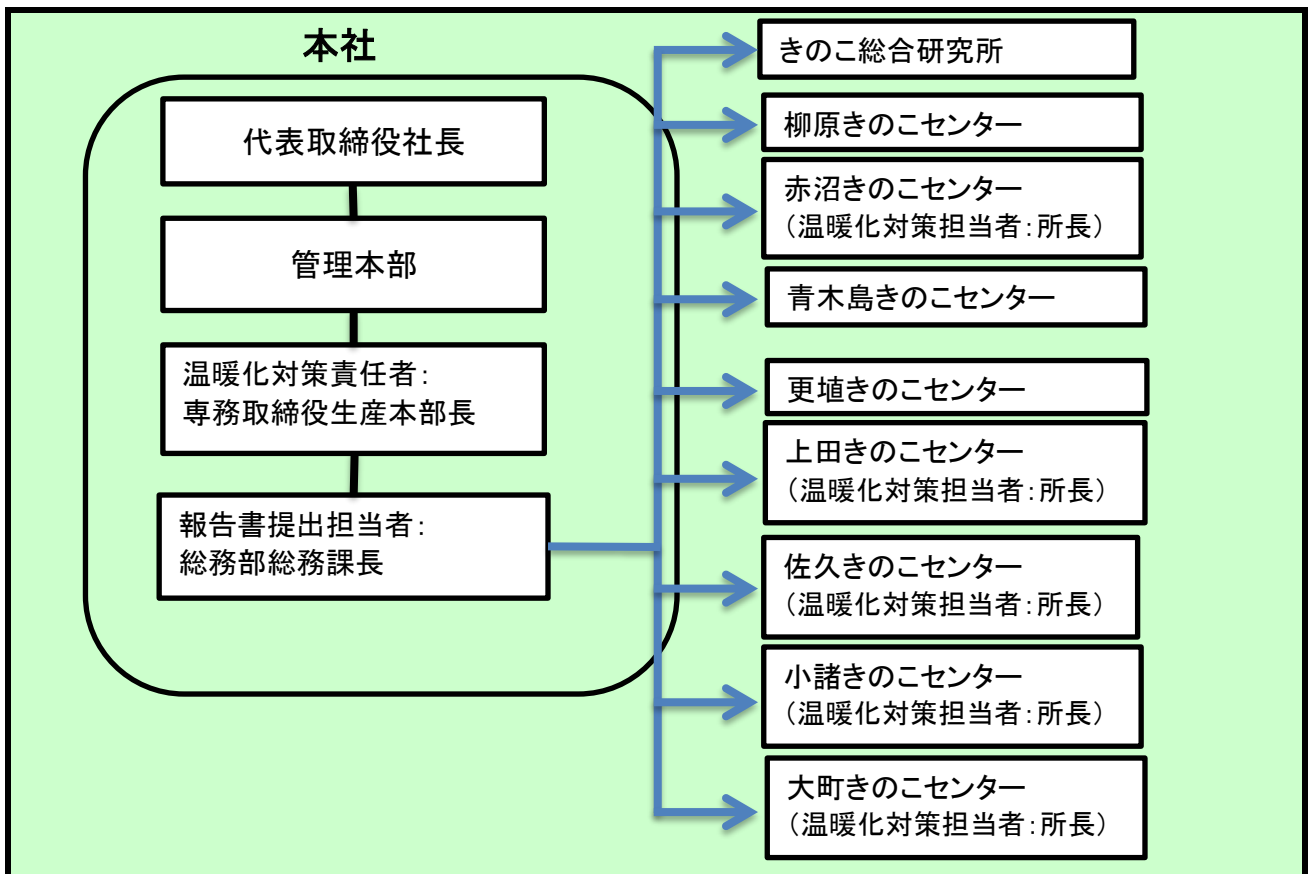 本社
代表取締役社長
管理本部
温暖化対策責任者：
専務取締役生産本部長
報告書提出担当者：
総務部総務課長
きのこ総合研究所
柳原きのこセンター
赤沼きのこセンター
（温暖化対策担当者：所長）
青木島きのこセンター
更埴きのこセンター
上田きのこセンター
（温暖化対策担当者：所長）
佐久きのこセンター
（温暖化対策担当者：所長）
小諸きのこセンター
（温暖化対策担当者：所長）
大町きのこセンター
（温暖化対策担当者：所長）